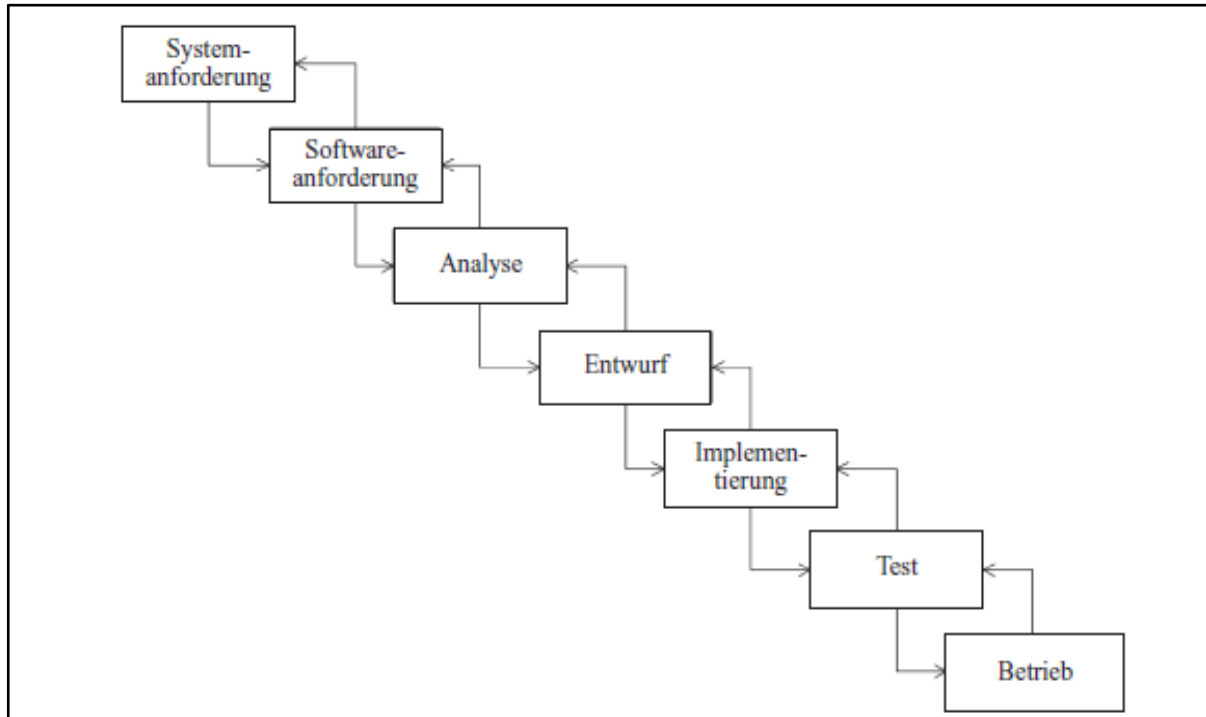 System-
anforderung
Software-
anforderung
Analyse
Entwurf
Implemen-
tierung
Test
Betrieb